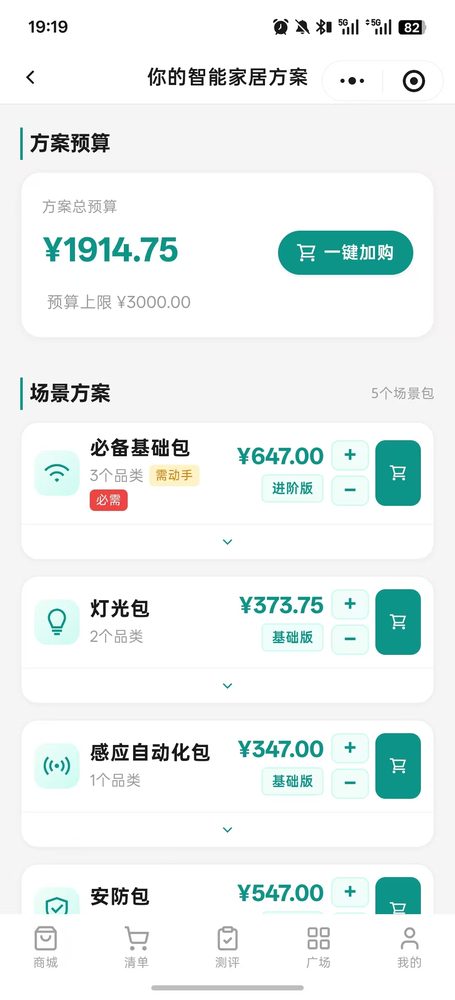 19:19
5G
5G
82
你的智能家居方案
方案预算
方案总预算
¥1914.75
一键加购
预算上限 ¥3000.00
场景方案
5个场景包
必备基础包
3个品类 需动手
必需
¥647.00
+
进阶版
−
灯光包
2个品类
¥373.75
+
基础版
−
感应自动化包
1个品类
¥347.00
+
基础版
−
安防包
¥547.00
+
商城
清单
测评
广场
我的